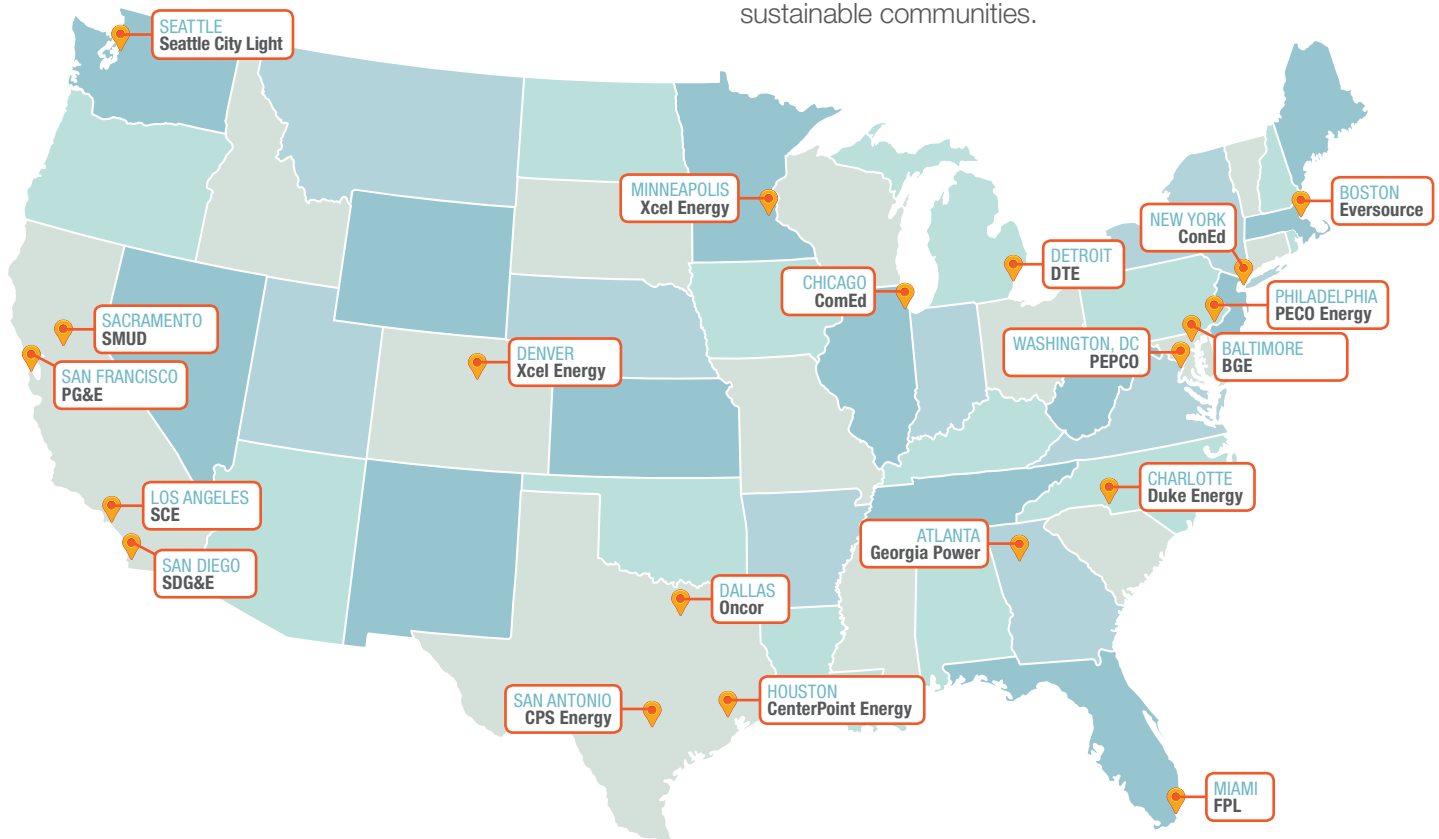 sustainable communities.
SEATTLE
Seattle City Light
MINNEAPOLIS
Xcel Energy
BOSTON
Eversource
NEW YORK
ConEd
DETROIT
DTE
CHICAGO
ComEd
PHILADELPHIA
PECO Energy
SACRAMENTO
SMUD
WASHINGTON, DC
PEPCO
BALTIMORE
BGE
DENVER
Xcel Energy
SAN FRANCISCO
PG&E
CHARLOTTE
Duke Energy
LOS ANGELES
SCE
ATLANTA
Georgia Power
SAN DIEGO
SDG&E
DALLAS
Oncor
HOUSTON
CenterPoint Energy
SAN ANTONIO
CPS Energy
MIAMI
FPL